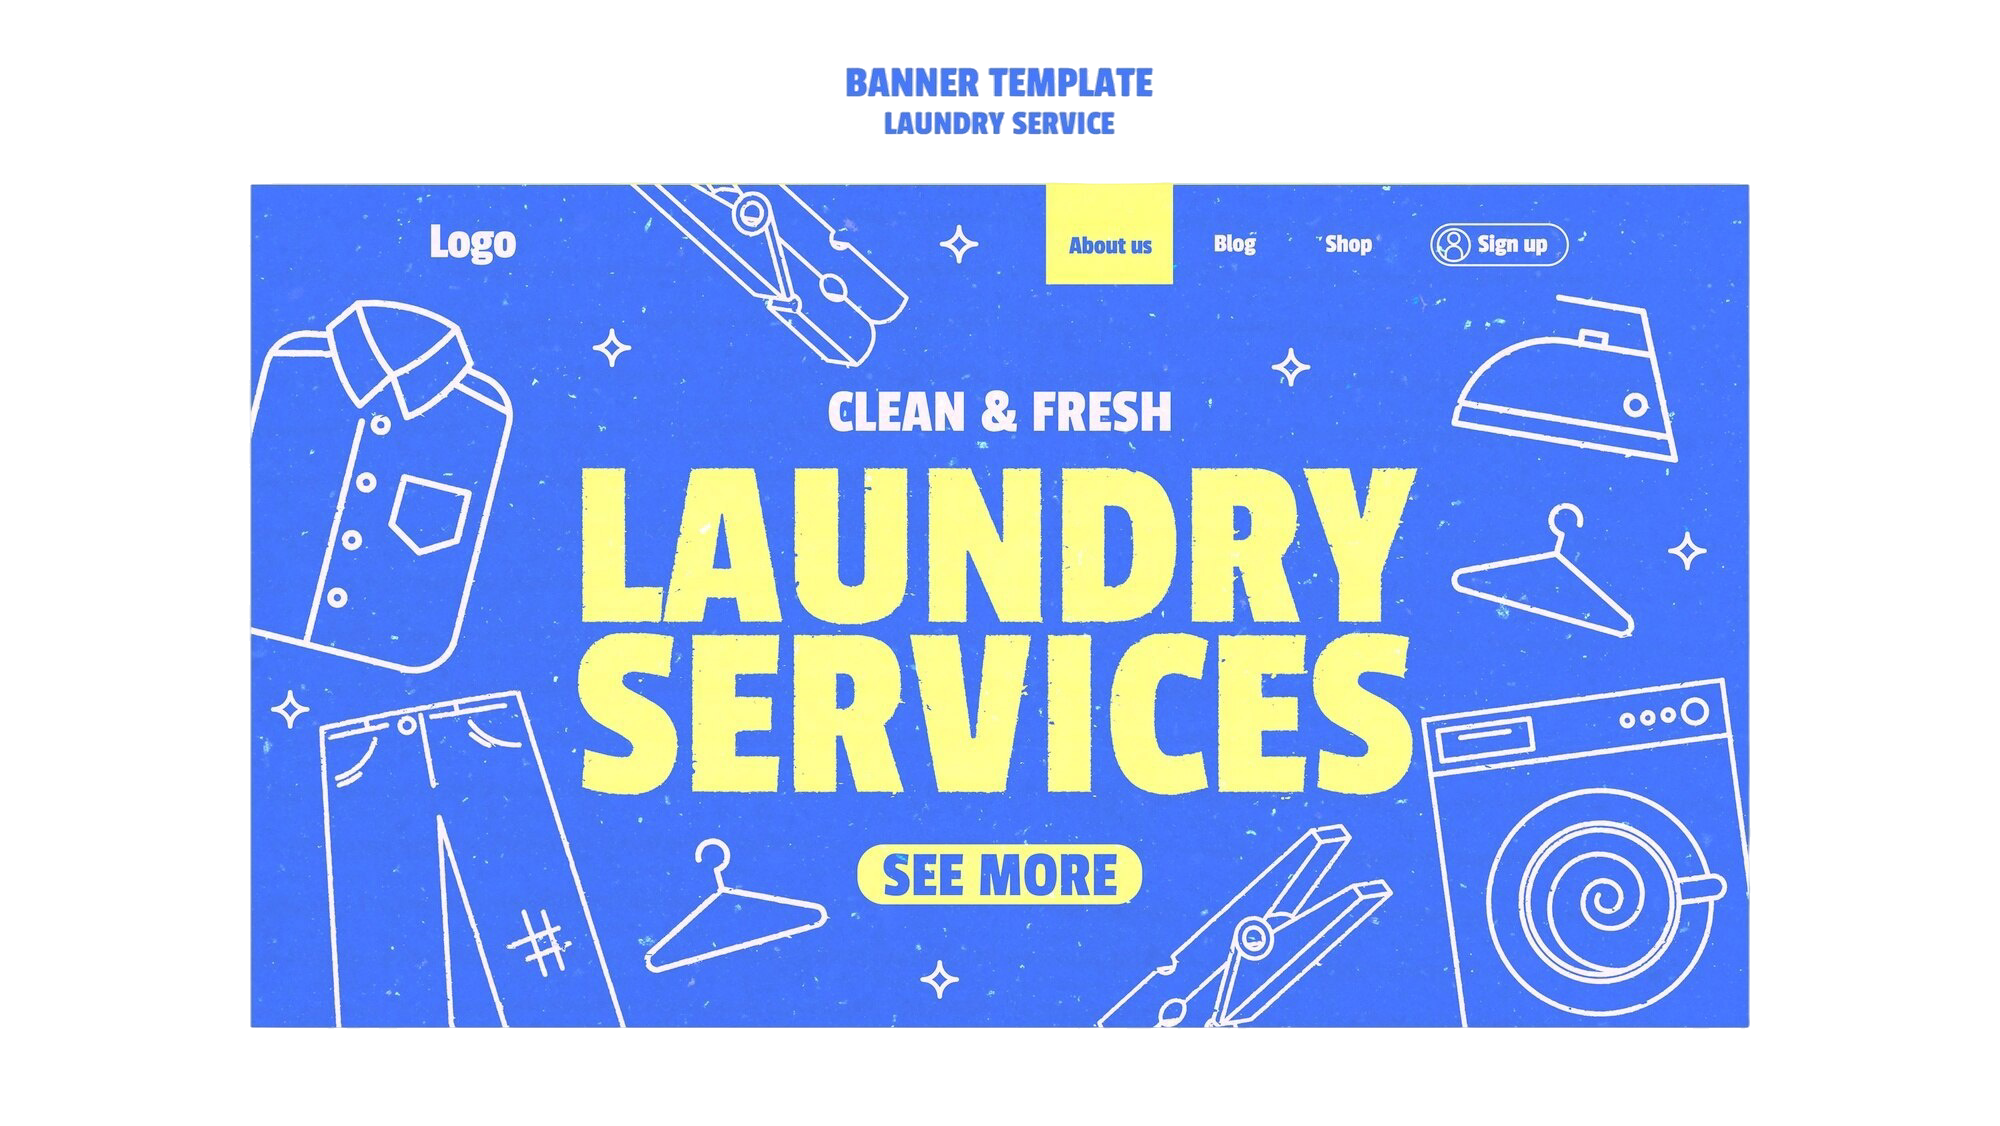 BANNER TEMPLATE
LAUNDRY SERVICE
Logo
About us
Blog
Shop
Sign up
CLEAN & FRESH
LAUNDRY
SERVICES
SEE MORE